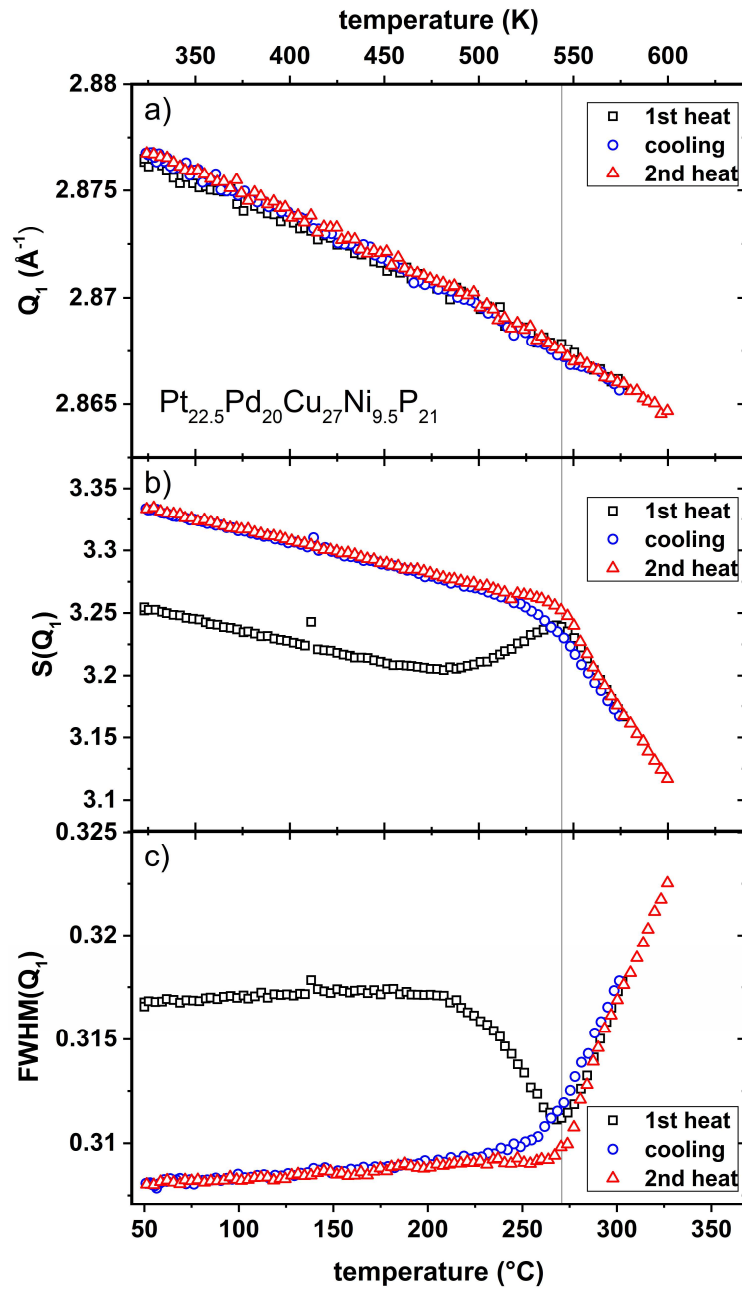 temperature (K)
350 400 450 500 550 600
a)
2.88
2.875
2.87
2.865
Q₁ (Å⁻¹)
1st heat
cooling
2nd heat
Pt₂₂.₅Pd₂₀Cu₂₇Ni₉.₅P₂₁
b)
3.35
3.3
3.25
3.2
3.15
3.1
S(Q₁)
1st heat
cooling
2nd heat
c)
0.325
0.32
0.315
0.31
FWHM(Q₁)
1st heat
cooling
2nd heat
50 100 150 200 250 300 350
temperature (°C)